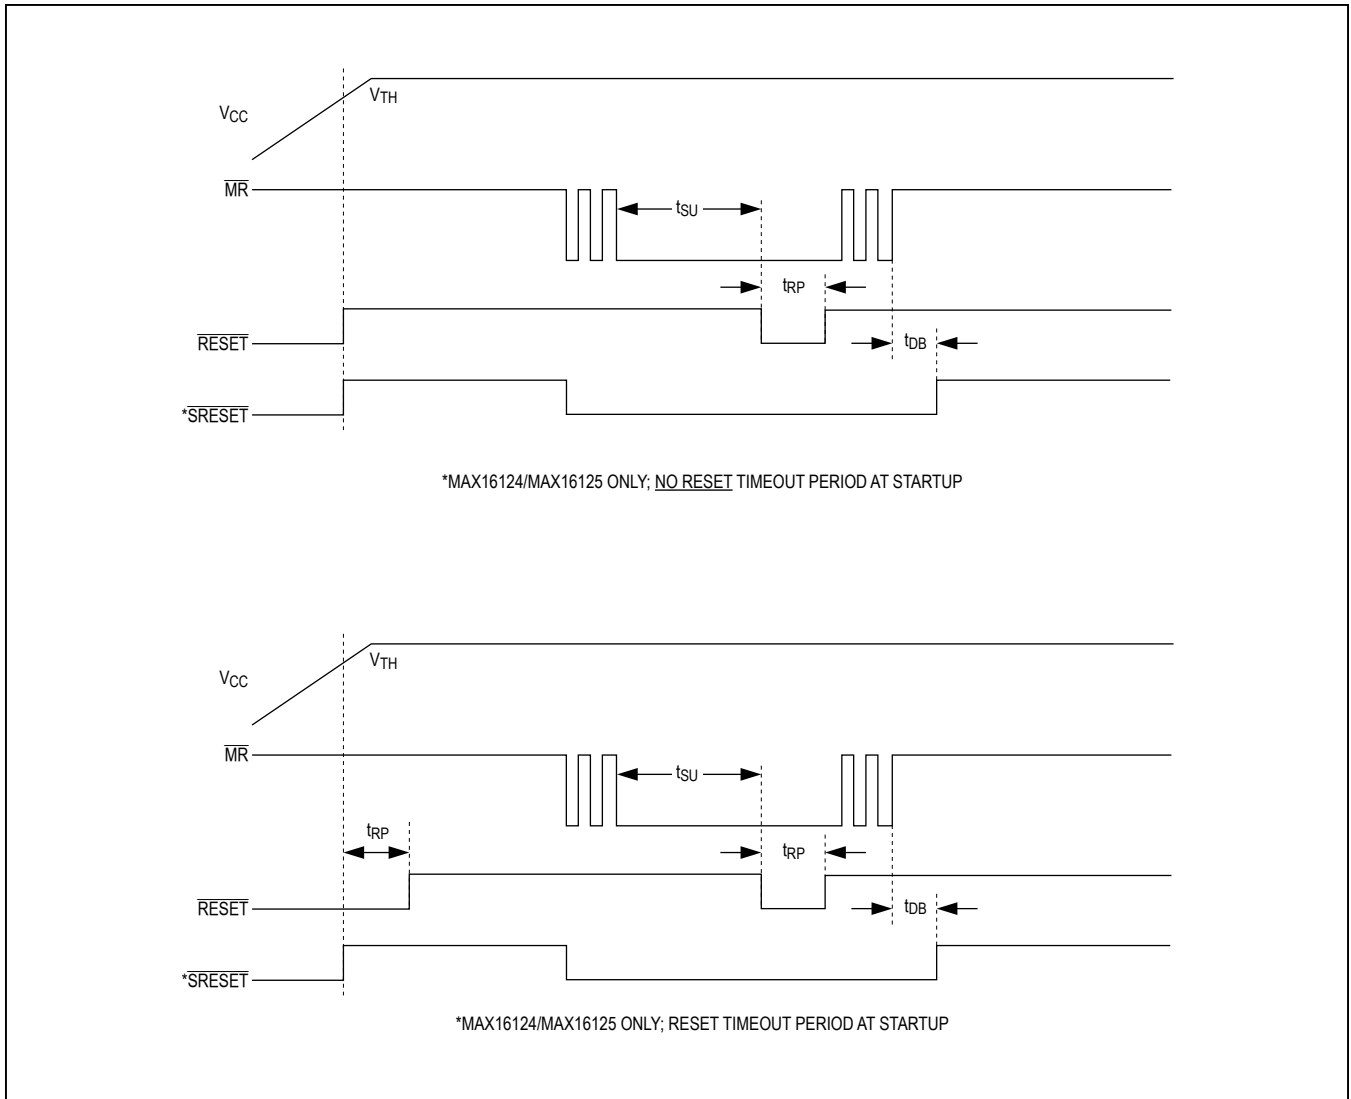 VTH
VCC
MR
tSU
tRP
RESET
tDB
*SRESET
*MAX16124/MAX16125 ONLY; NO RESET TIMEOUT PERIOD AT STARTUP
VTH
VCC
MR
tSU
tRP
tRP
RESET
tDB
*SRESET
*MAX16124/MAX16125 ONLY; RESET TIMEOUT PERIOD AT STARTUP